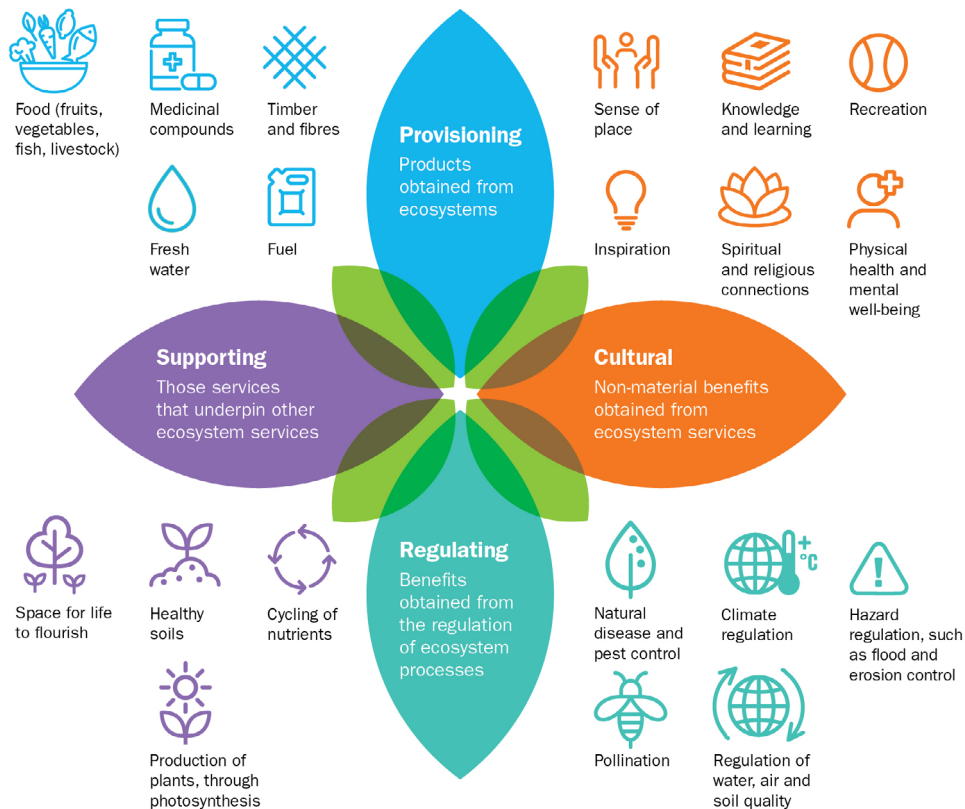 Food (fruits,
vegetables,
fish, livestock)
Medicinal
compounds
Timber
and fibres
Fresh
water
Fuel
Provisioning
Products
obtained from
ecosystems
Sense of
place
Knowledge
and learning
Recreation
Inspiration
Spiritual
and religious
connections
Physical
health and
mental
well-being
Supporting
Those services
that underpin other
ecosystem services
Cultural
Non-material benefits
obtained from
ecosystem services
Space for life
to flourish
Healthy
soils
Cycling of
nutrients
Production of
plants, through
photosynthesis
Regulating
Benefits
obtained from
the regulation
of ecosystem
processes
Natural
disease and
pest control
+
°C
Climate
regulation
!
Hazard
regulation, such
as flood and
erosion control
Pollination
Regulation of
water, air and
soil quality